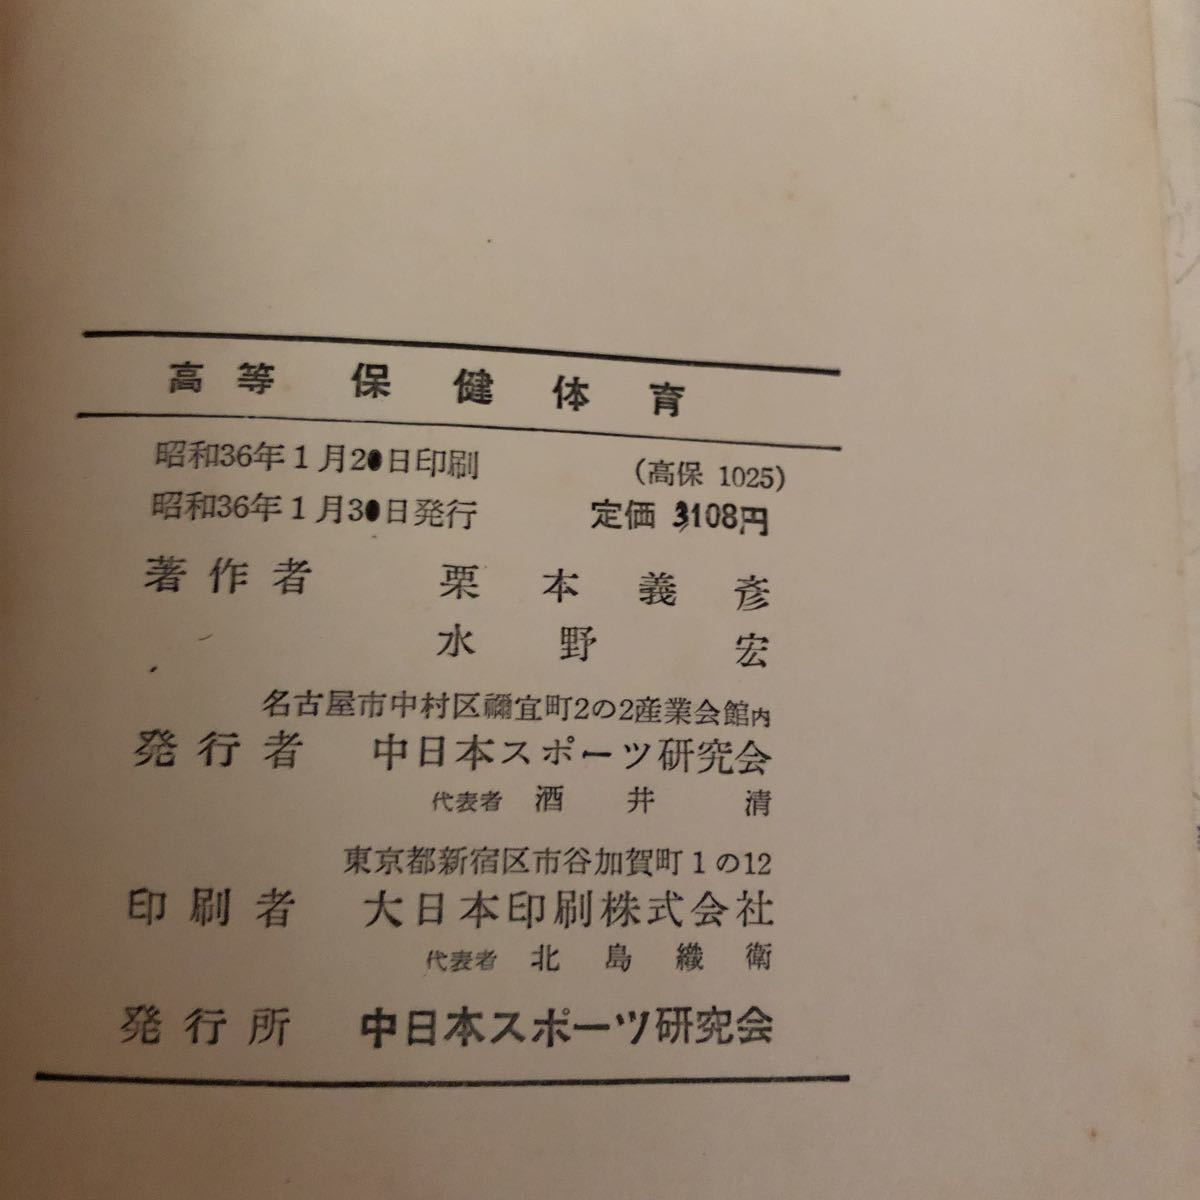 高等 保健体育
昭和36年1月20日印刷 (高保 1025)
昭和36年1月30日発行 定価 108円
著作者 栗本義彦
水野宏
名古屋市中村区禰宜町2の2産業会館内
発行者 中日本スポーツ研究会
代表者 酒井清
東京都新宿区市谷加賀町1の12
印刷者 大日本印刷株式会社
代表者 北島織衛
発行所 中日本スポーツ研究会